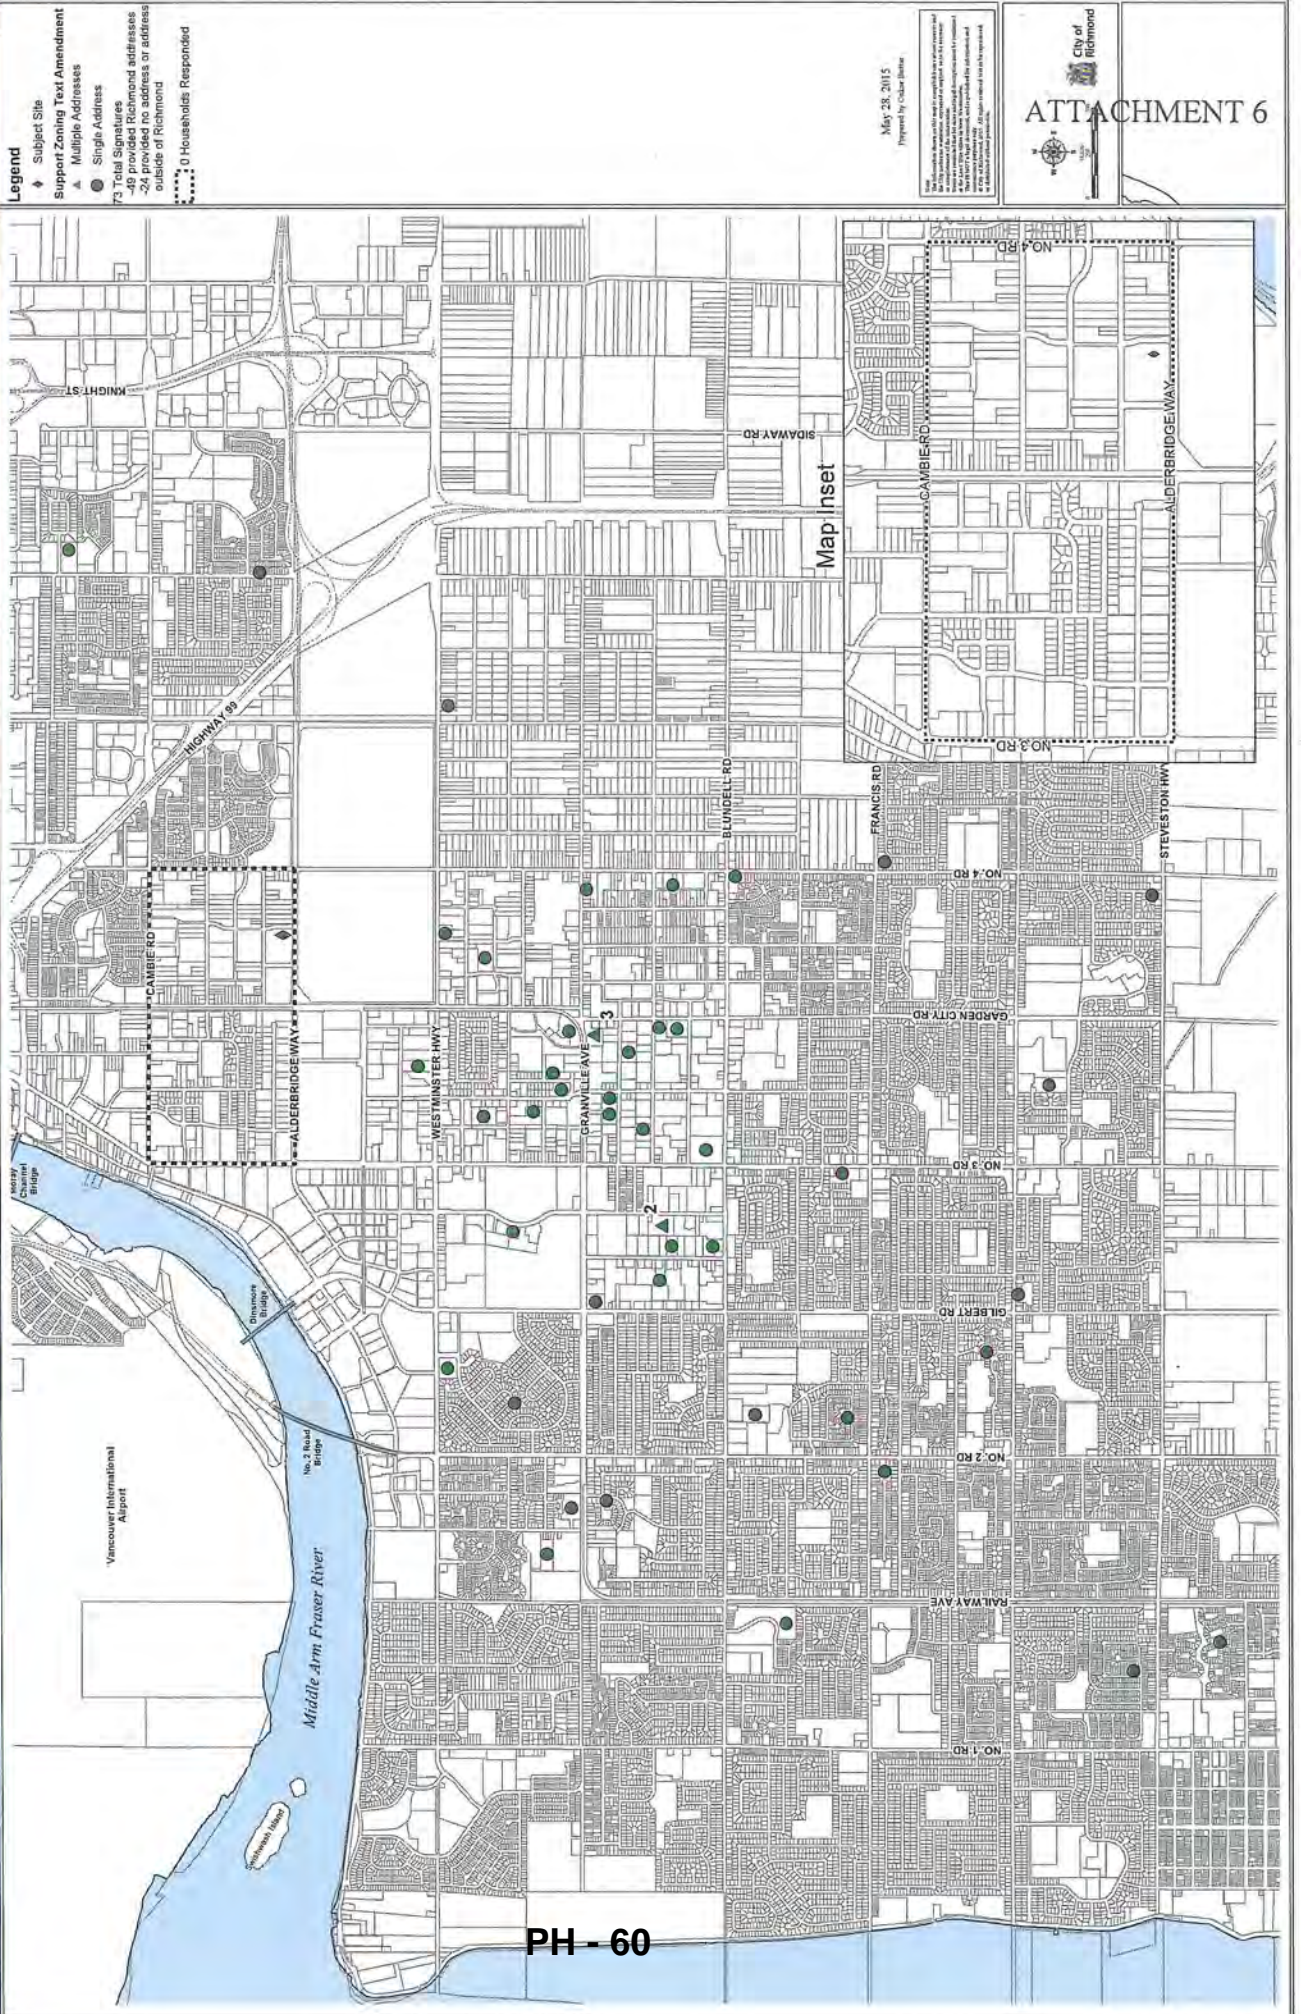 Legend
Subject Site
Support Zoning Text Amendment
Multiple Addresses
Single Address
73 Total Signatures
-49 provided Richmond addresses
-24 provided no address or address
outside of Richmond
0 Households Responded
May 28, 2015
Prepared by
Note
City of
Richmond
ATTACHMENT 6
KNIGHT ST
SIDAWAY RD
HIGHWAY 99
Map Inset
NO. 4 RD
CAMBIE RD
ALDERBRIDGE WAY
NO. 3 RD
CAMBIE RD
ALDERBRIDGE WAY
WESTMINSTER HWY
GRANVILLE AVE
3
2
BLUNDELL RD
FRANCIS RD
STEVESTON HWY
NO. 4 RD
GARDEN CITY RD
NO. 3 RD
GILBERT RD
NO. 2 RD
RAILWAY AVE
NO. 1 RD
Moray
Channel
Bridge
Dinsmore
Bridge
No. 2 Road
Bridge
Vancouver International
Airport
Middle Arm Fraser River
Island
PH - 60